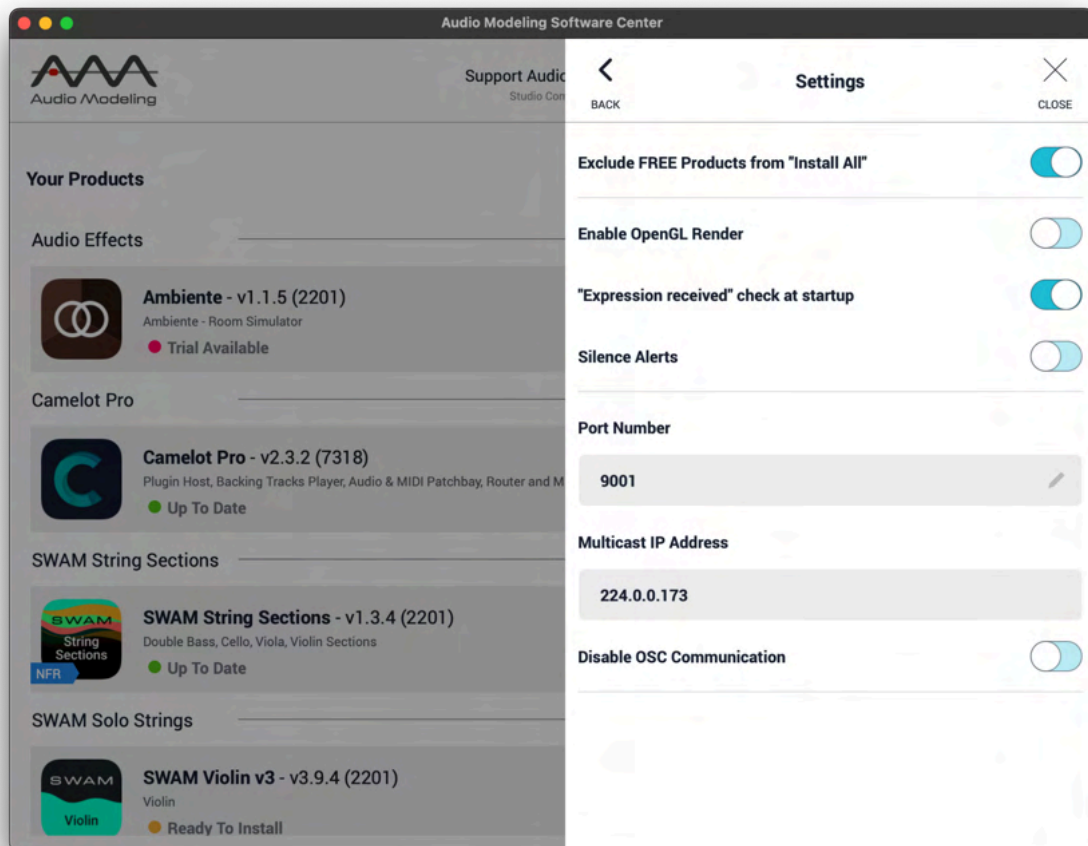 Audio Modeling Software Center
Audio Modeling
Support Audio
Studio Con
BACK
Settings
CLOSE
Your Products
Audio Effects
Ambiente - v1.1.5 (2201)
Ambiente - Room Simulator
Trial Available
Camelot Pro
Camelot Pro - v2.3.2 (7318)
Plugin Host, Backing Tracks Player, Audio & MIDI Patchbay, Router and M
Up To Date
SWAM String Sections
SWAM
String
Sections
NFR
SWAM String Sections - v1.3.4 (2201)
Double Bass, Cello, Viola, Violin Sections
Up To Date
SWAM Solo Strings
SWAM
Violin
SWAM Violin v3 - v3.9.4 (2201)
Violin
Ready To Install
Exclude FREE Products from "Install All"
Enable OpenGL Render
"Expression received" check at startup
Silence Alerts
Port Number
9001
Multicast IP Address
224.0.0.173
Disable OSC Communication